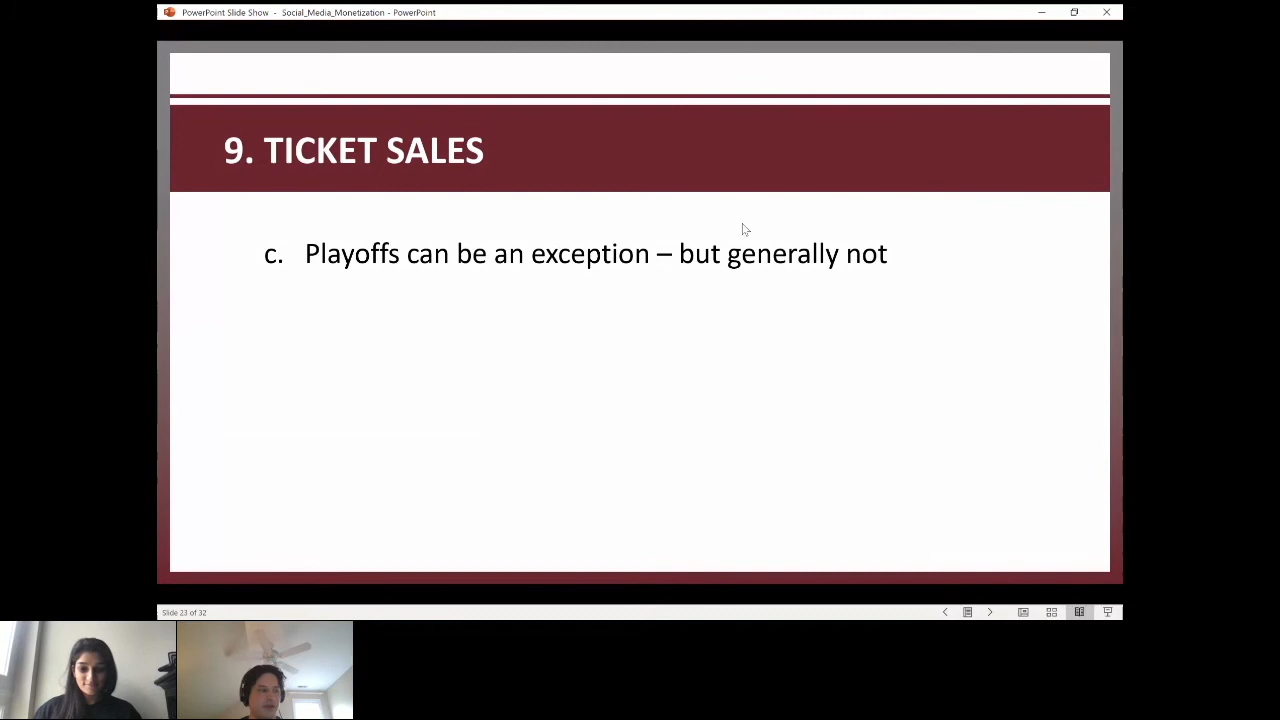 PowerPoint Slide Show - Social_Media_Monetization - PowerPoint
9. TICKET SALES
c. Playoffs can be an exception – but generally not
Slide 23 of 32